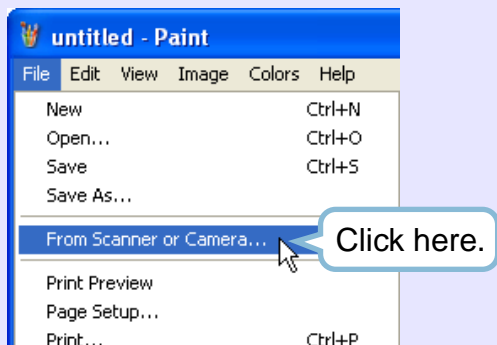 untitled - Paint
File Edit View Image Colors Help
New Ctrl+N
Open... Ctrl+O
Save Ctrl+S
Save As...
From Scanner or Camera...
Click here.
Print Preview
Page Setup...
Print... Ctrl+P